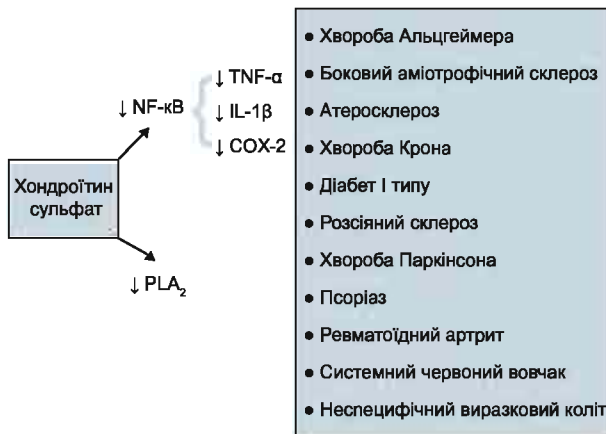 Хондроїтин
сульфат
↓ NF-κB
↓ TNF-α
↓ IL-1β
↓ COX-2
↓ PLA₂
● Хвороба Альцгеймера
● Боковий аміотрофічний склероз
● Атеросклероз
● Хвороба Крона
● Діабет I типу
● Розсіяний склероз
● Хвороба Паркінсона
● Псоріаз
● Ревматоїдний артрит
● Системний червоний вовчак
● Неспецифічний виразковий коліт